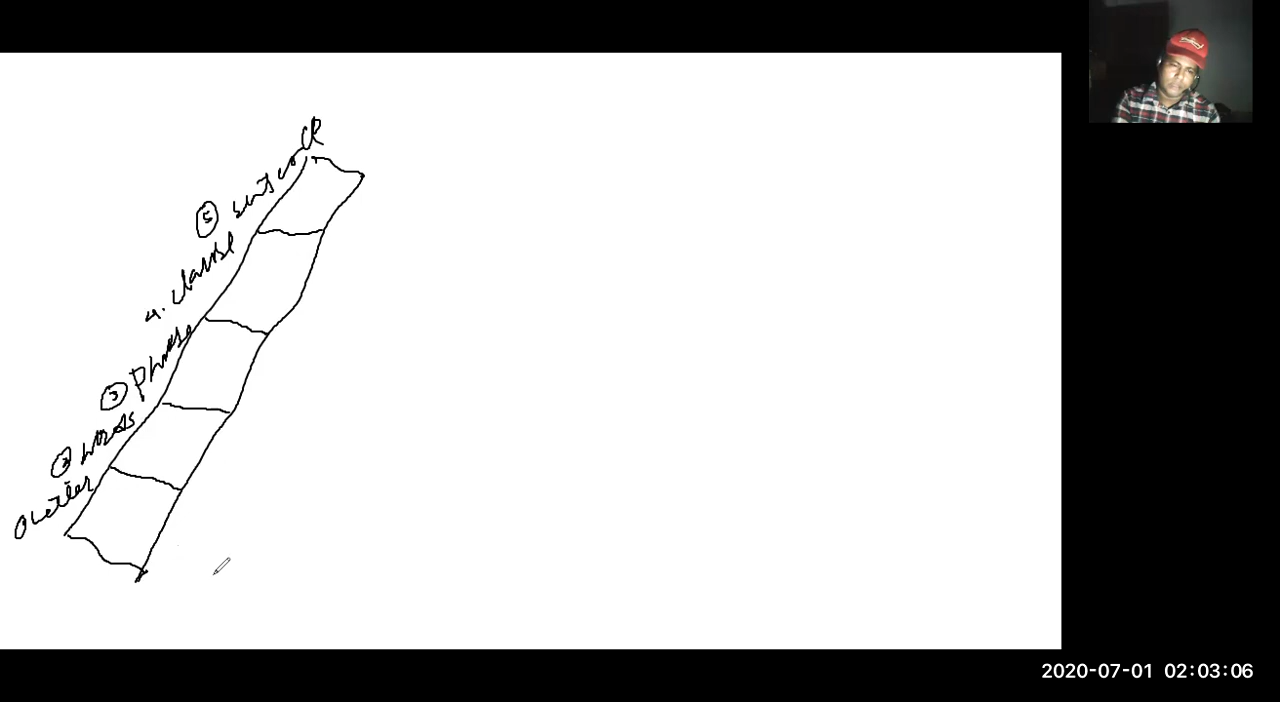 ⑤ sentence
4. clause
③ phrase
② words
① letter
2020-07-01 02:03:06